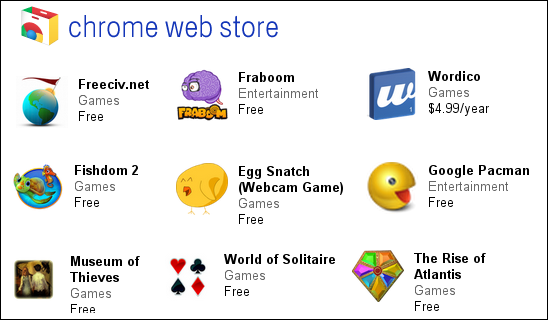 chrome web store
Freeciv.net
Games
Free
Fraboom
Entertainment
Free
FRABOOM
Wordico
Games
$4.99/year
w
1
Fishdom 2
Games
Free
Egg Snatch
(Webcam Game)
Games
Free
Google Pacman
Entertainment
Free
Museum of
Thieves
Games
Free
World of Solitaire
Games
Free
The Rise of
Atlantis
Games
Free